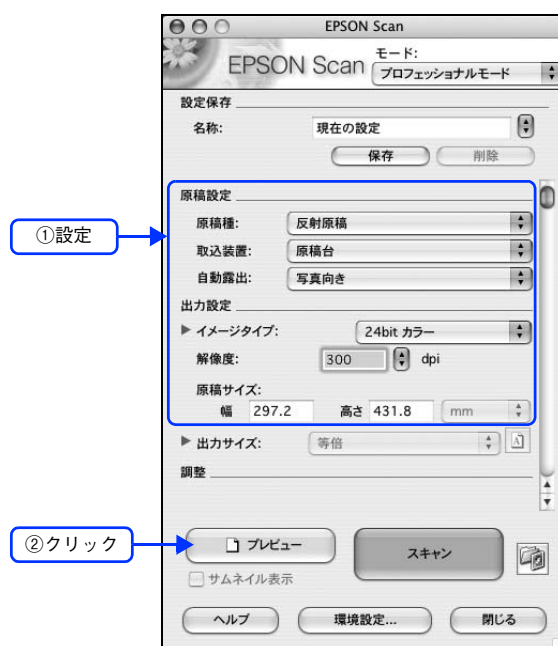 EPSON Scan
EPSON Scan
モード:
プロフェッショナルモード
設定保存
名称: 現在の設定
保存 削除
原稿設定
①設定
原稿種: 反射原稿
取込装置: 原稿台
自動露出: 写真向き
出力設定
イメージタイプ: 24bit カラー
解像度: 300 dpi
原稿サイズ:
幅 297.2 高さ 431.8 mm
出力サイズ: 等倍
調整
②クリック
プレビュー スキャン
サムネイル表示
ヘルプ 環境設定... 閉じる